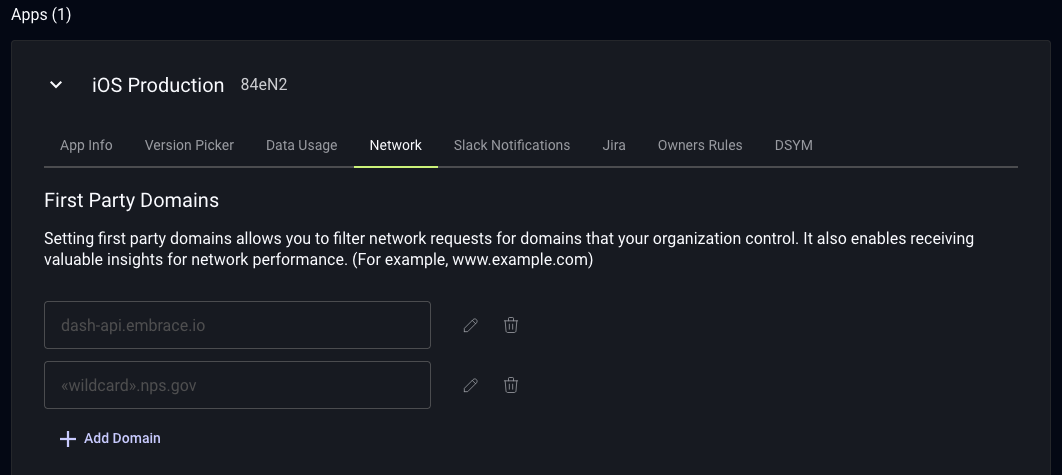 Apps (1)
iOS Production 84eN2
App Info Version Picker Data Usage Network Slack Notifications Jira Owners Rules DSYM
First Party Domains
Setting first party domains allows you to filter network requests for domains that your organization control. It also enables receiving
valuable insights for network performance. (For example, www.example.com)
dash-api.embrace.io
«wildcard».nps.gov
Add Domain